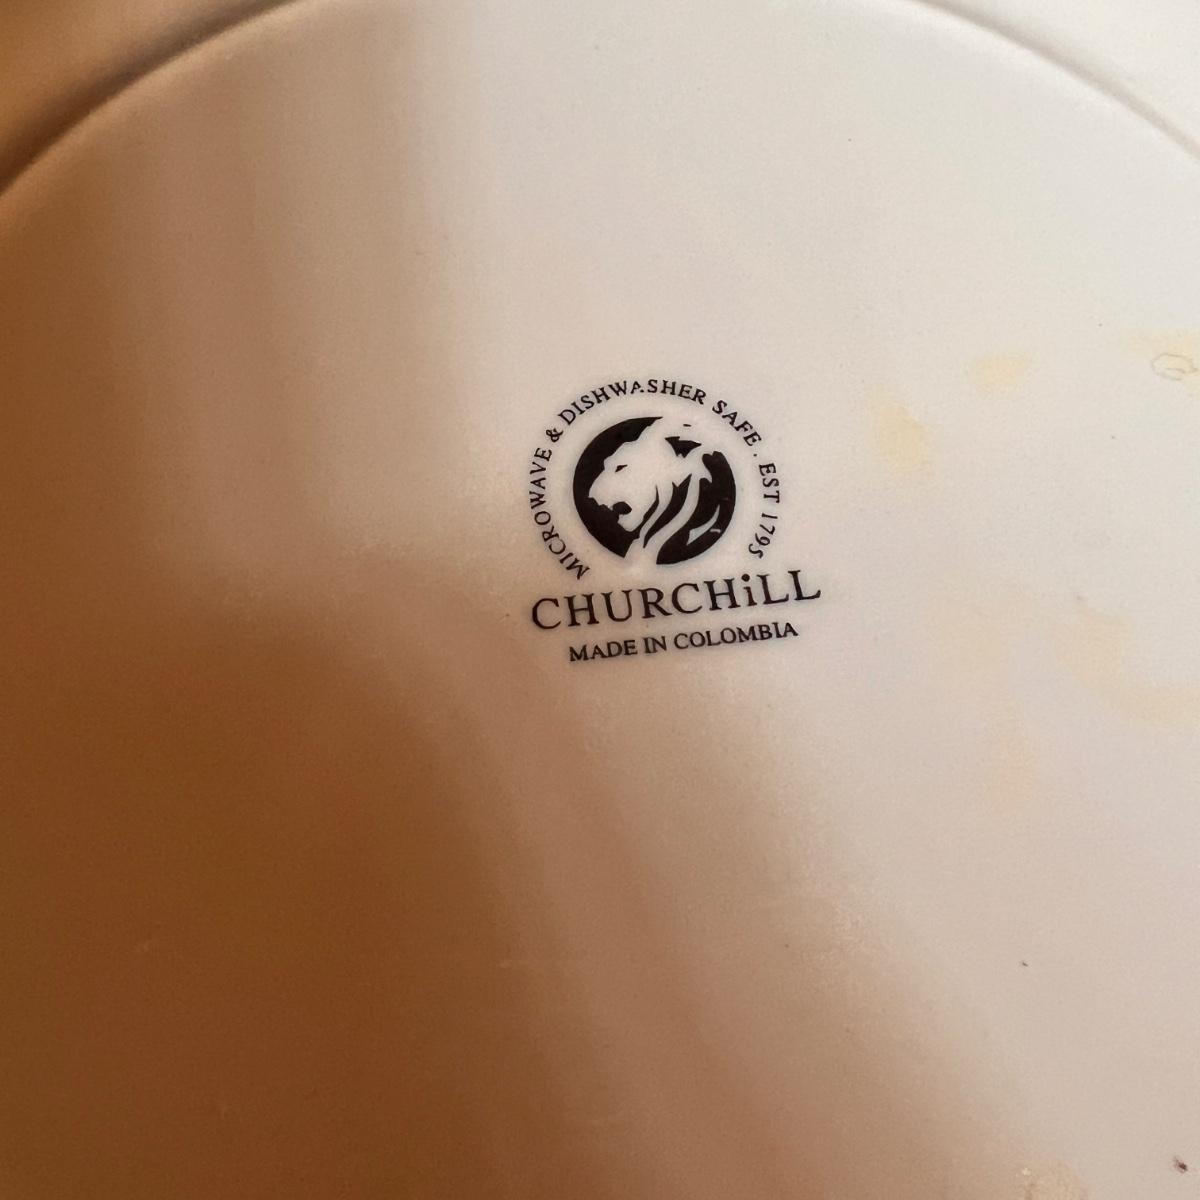 MICROWAVE & DISHWASHER SAFE . EST 1795
CHURCHiLL
MADE IN COLOMBIA